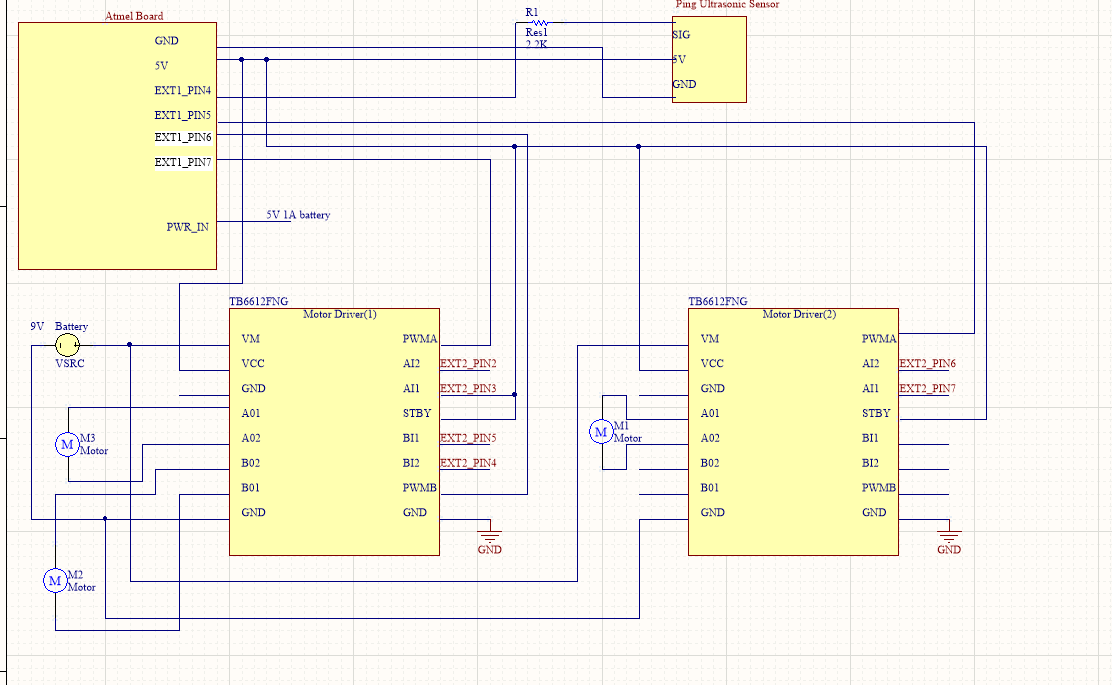 Atmel Board
GND
5V
EXT1_PIN4
EXT1_PIN5
EXT1_PIN6
EXT1_PIN7
PWR_IN
5V 1A battery
R1
Res1
2.2K
Ping Ultrasonic Sensor
SIG
5V
GND
9V Battery
VSRC
M3
Motor
M
M2
Motor
M
TB6612FNG
Motor Driver(1)
VM
VCC
GND
A01
A02
B02
B01
GND
PWMA
AI2
AI1
STBY
BI1
BI2
PWMB
GND
EXT2_PIN2
EXT2_PIN3
EXT2_PIN5
EXT2_PIN4
GND
M1
Motor
M
TB6612FNG
Motor Driver(2)
VM
VCC
GND
A01
A02
B02
B01
GND
PWMA
AI2
AI1
STBY
BI1
BI2
PWMB
GND
EXT2_PIN6
EXT2_PIN7
GND